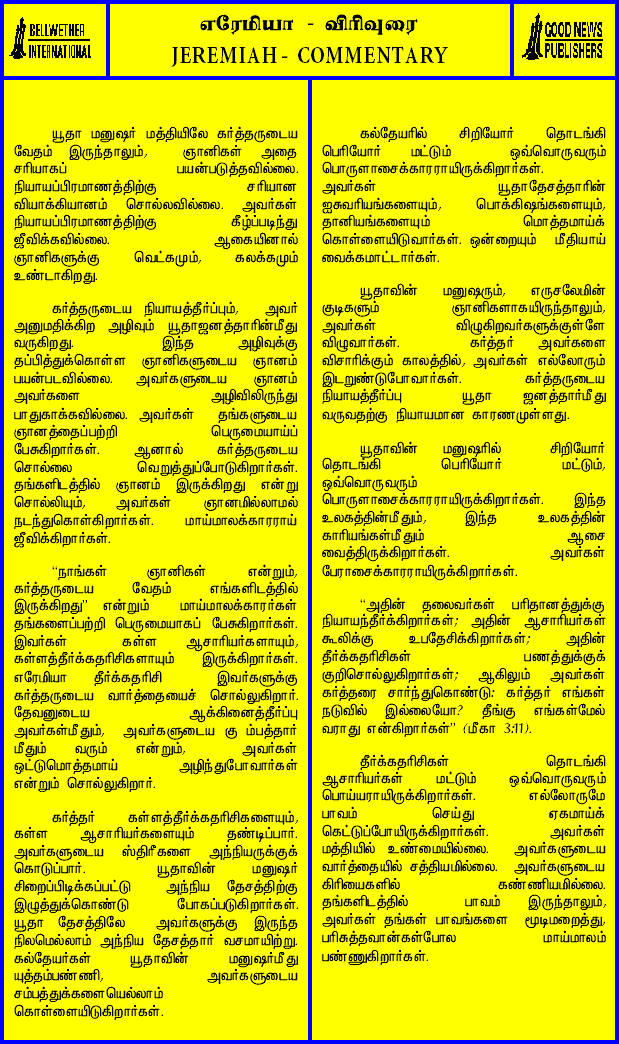 BELLWETHER
INTERNATIONAL
எரேமியா - விரிவுரை
JEREMIAH - COMMENTARY
GOOD NEWS
PUBLISHERS
யூதா மனுஷர் மத்தியிலே கர்த்தருடைய
வேதம் இருந்தாலும், ஞானிகள் அதை
சரியாகப் பயன்படுத்தவில்லை.
நியாயப்பிரமாணத்திற்கு சரியான
வியாக்கியானம் சொல்லவில்லை. அவர்கள்
நியாயப்பிரமாணத்திற்கு கீழ்ப்படிந்து
ஜீவிக்கவில்லை. ஆகையினால்
ஞானிகளுக்கு வெட்கமும், கலக்கமும்
உண்டாகிறது.
கர்த்தருடைய நியாயத்தீர்ப்பும், அவர்
அனுமதிக்கிற அழிவும் யூதாஜனத்தாரின்மீது
வருகிறது. இந்த அழிவுக்கு
தப்பித்துக்கொள்ள ஞானிகளுடைய ஞானம்
பயன்படவில்லை. அவர்களுடைய ஞானம்
அவர்களை அழிவிலிருந்து
பாதுகாக்கவில்லை. அவர்கள் தங்களுடைய
ஞானத்தைப்பற்றி பெருமையாய்ப்
பேசுகிறார்கள். ஆனால் கர்த்தருடைய
சொல்லை வெறுத்துப்போடுகிறார்கள்.
தங்களிடத்தில் ஞானம் இருக்கிறது என்று
சொல்லியும், அவர்கள் ஞானமில்லாமல்
நடந்துகொள்கிறார்கள். மாய்மாலக்காரராய்
ஜீவிக்கிறார்கள்.
“நாங்கள் ஞானிகள் என்றும்,
கர்த்தருடைய வேதம் எங்களிடத்தில்
இருக்கிறது” என்றும் மாய்மாலக்காரர்கள்
தங்களைப்பற்றி பெருமையாகப் பேசுகிறார்கள்.
இவர்கள் கள்ள ஆசாரியர்களாயும்,
கள்ளத்தீர்க்கதரிசிகளாயும் இருக்கிறார்கள்.
எரேமியா தீர்க்கதரிசி இவர்களுக்கு
கர்த்தருடைய வார்த்தையைச் சொல்லுகிறார்.
தேவனுடைய ஆக்கினைத்தீர்ப்பு
அவர்கள்மீதும், அவர்களுடைய கு ம்பத்தார்
மீதும் வரும் என்றும், அவர்கள்
ஒட்டுமொத்தமாய் அழிந்துபோவார்கள்
என்றும் சொல்லுகிறார்.
கர்த்தர் கள்ளத்தீர்க்கதரிசிகளையும்,
கள்ள ஆசாரியர்களையும் தண்டிப்பார்.
அவர்களுடைய ஸ்திரீகளை அந்நியருக்குக்
கொடுப்பார். யூதாவின் மனுஷர்
சிறைப்பிடிக்கப்பட்டு அந்நிய தேசத்திற்கு
இழுத்துக்கொண்டு போகப்படுகிறார்கள்.
யூதா தேசத்திலே அவர்களுக்கு இருந்த
நிலமெல்லாம் அந்நிய தேசத்தார் வசமாயிற்று.
கல்தேயர்கள் யூதாவின் மனுஷர்மீது
யுத்தம்பண்ணி, அவர்களுடைய
சம்பத்துக்களையெல்லாம்
கொள்ளையிடுகிறார்கள்.
கல்தேயரில் சிறியோர் தொடங்கி
பெரியோர் மட்டும் ஒவ்வொருவரும்
பொருளாசைக்காரராயிருக்கிறார்கள்.
அவர்கள் யூதாதேசத்தாரின்
ஐசுவரியங்களையும், பொக்கிஷங்களையும்,
தானியங்களையும் மொத்தமாய்க்
கொள்ளையிடுவார்கள். ஒன்றையும் மீதியாய்
வைக்கமாட்டார்கள்.
யூதாவின் மனுஷரும், எருசலேமின்
குடிகளும் ஞானிகளாகயிருந்தாலும்,
அவர்கள் விழுகிறவர்களுக்குள்ளே
விழுவார்கள். கர்த்தர் அவர்களை
விசாரிக்கும் காலத்தில், அவர்கள் எல்லோரும்
இடறுண்டுபோவார்கள். கர்த்தருடைய
நியாயத்தீர்ப்பு யூதா ஜனத்தார்மீது
வருவதற்கு நியாயமான காரணமுள்ளது.
யூதாவின் மனுஷரில் சிறியோர்
தொடங்கி பெரியோர் மட்டும்,
ஒவ்வொருவரும்
பொருளாசைக்காரராயிருக்கிறார்கள். இந்த
உலகத்தின்மீதும், இந்த உலகத்தின்
காரியங்கள்மீதும் ஆசை
வைத்திருக்கிறார்கள். அவர்கள்
பேராசைக்காரராயிருக்கிறார்கள்.
“அதின் தலைவர்கள் பரிதானத்துக்கு
நியாயந்தீர்க்கிறார்கள்; அதின் ஆசாரியர்கள்
கூலிக்கு உபதேசிக்கிறார்கள்; அதின்
தீர்க்கதரிசிகள் பணத்துக்குக்
குறிசொல்லுகிறார்கள்; ஆகிலும் அவர்கள்
கர்த்தரை சார்ந்துகொண்டு: கர்த்தர் எங்கள்
நடுவில் இல்லையோ? தீங்கு எங்கள்மேல்
வராது என்கிறார்கள்” (மீகா 3:11).
தீர்க்கதரிசிகள் தொடங்கி
ஆசாரியர்கள் மட்டும் ஒவ்வொருவரும்
பொய்யராயிருக்கிறார்கள். எல்லோருமே
பாவம் செய்து ஏகமாய்க்
கெட்டுப்போயிருக்கிறார்கள். அவர்கள்
மத்தியில் உண்மையில்லை. அவர்களுடைய
வார்த்தையில் சத்தியமில்லை. அவர்களுடைய
கிரியைகளில் கண்ணியமில்லை.
தங்களிடத்தில் பாவம் இருந்தாலும்,
அவர்கள் தங்கள் பாவங்களை மூடிமறைத்து,
பரிசுத்தவான்கள்போல மாய்மாலம்
பண்ணுகிறார்கள்.